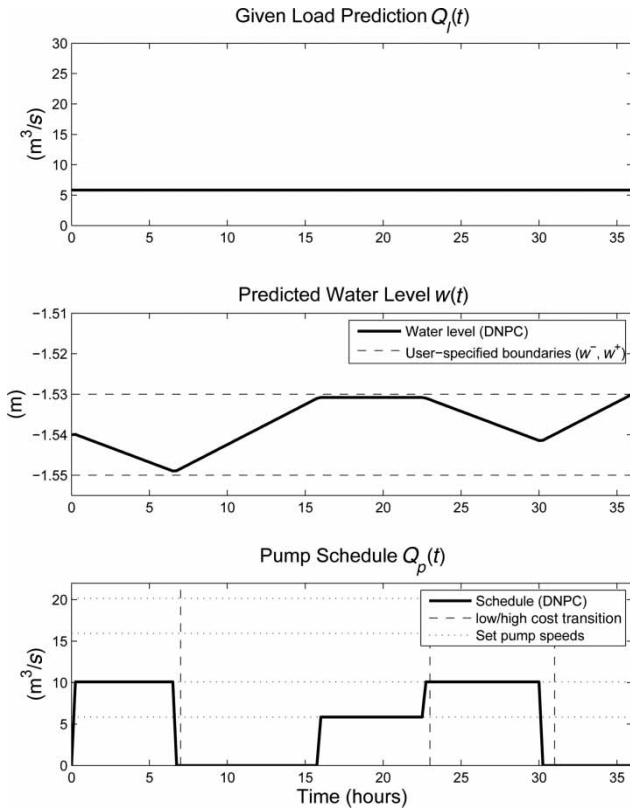 Given Load Prediction Q_l(t)
30
25
20
15
10
5
0
(m³/s)
0 5 10 15 20 25 30 35
Predicted Water Level w(t)
−1.51
−1.52
−1.53
−1.54
−1.55
(m)
Water level (DNPC)
User−specified boundaries (w⁻, w⁺)
0 5 10 15 20 25 30 35
Pump Schedule Q_p(t)
20
15
10
5
0
(m³/s)
Schedule (DNPC)
low/high cost transition
Set pump speeds
0 5 10 15 20 25 30 35
Time (hours)